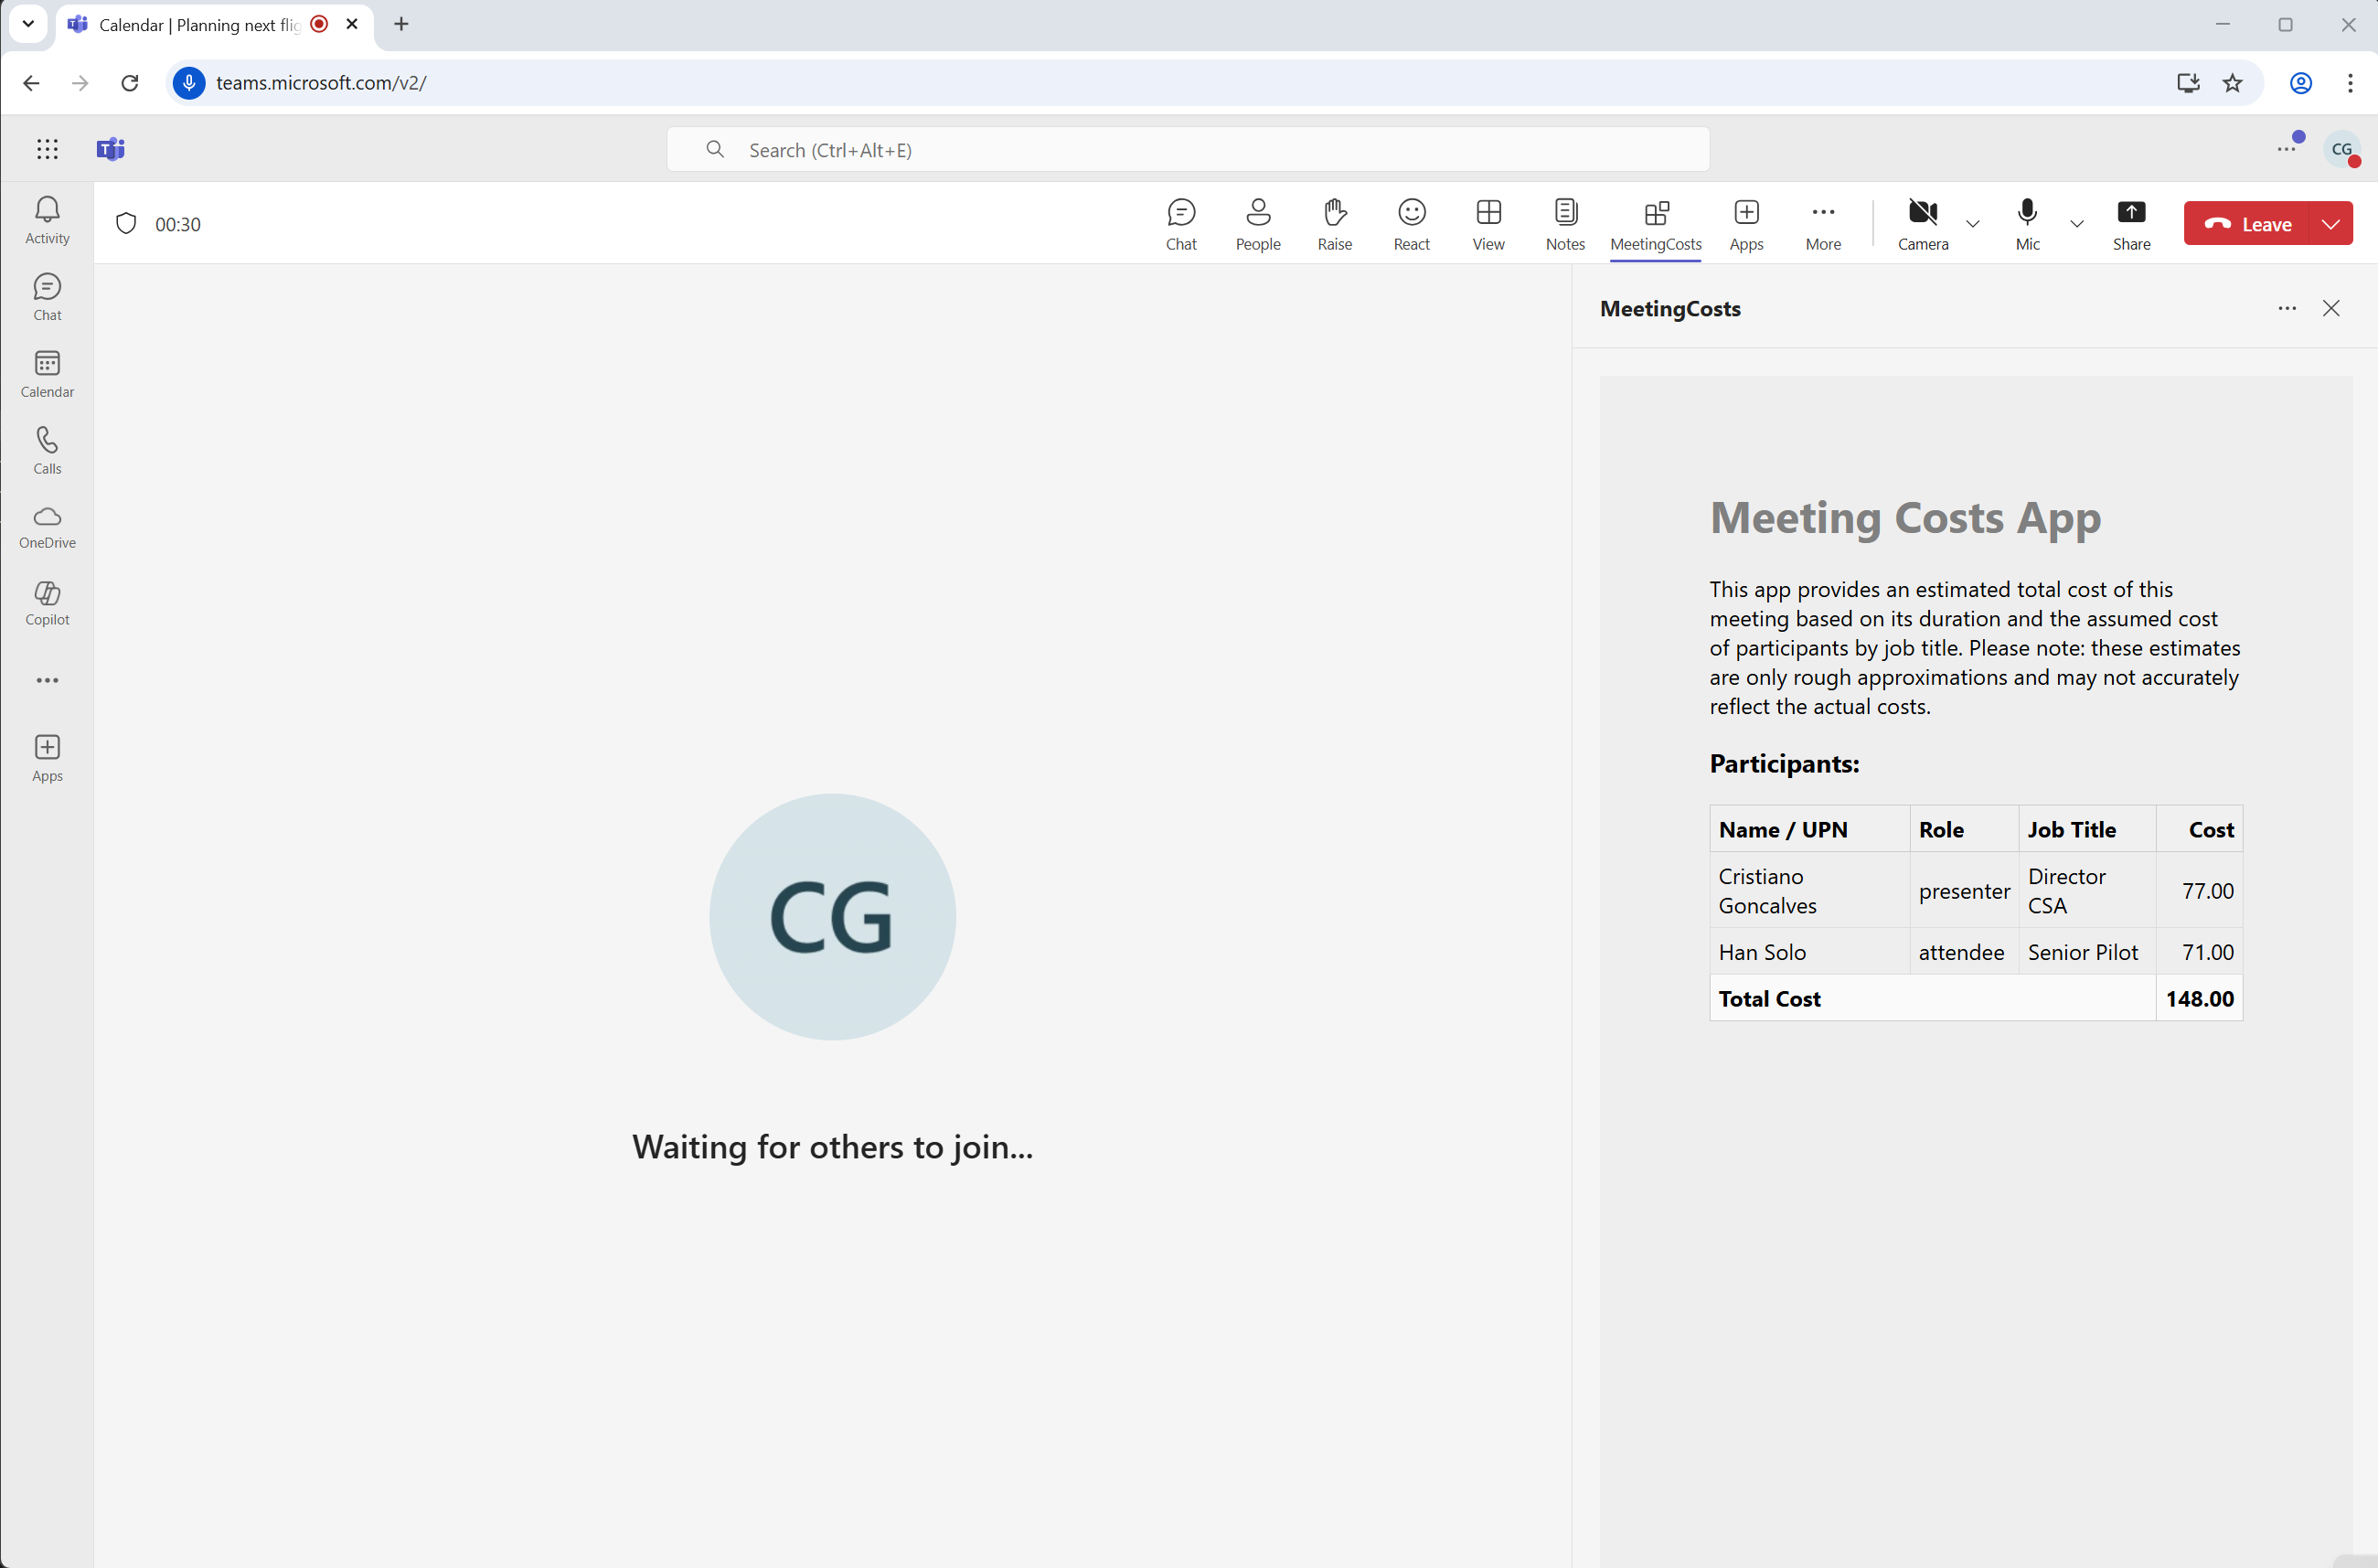 Calendar | Planning next flig
teams.microsoft.com/v2/
Search (Ctrl+Alt+E)
CG
Activity
Chat
Calendar
Calls
OneDrive
Copilot
Apps
00:30
Chat
People
Raise
React
View
Notes
MeetingCosts
Apps
More
Camera
Mic
Share
Leave
CG
Waiting for others to join...
MeetingCosts
Meeting Costs App
This app provides an estimated total cost of this
meeting based on its duration and the assumed cost
of participants by job title. Please note: these estimates
are only rough approximations and may not accurately
reflect the actual costs.
Participants:
Name / UPN Role Job Title Cost
Cristiano Goncalves presenter Director CSA 77.00
Han Solo attendee Senior Pilot 71.00
Total Cost 148.00